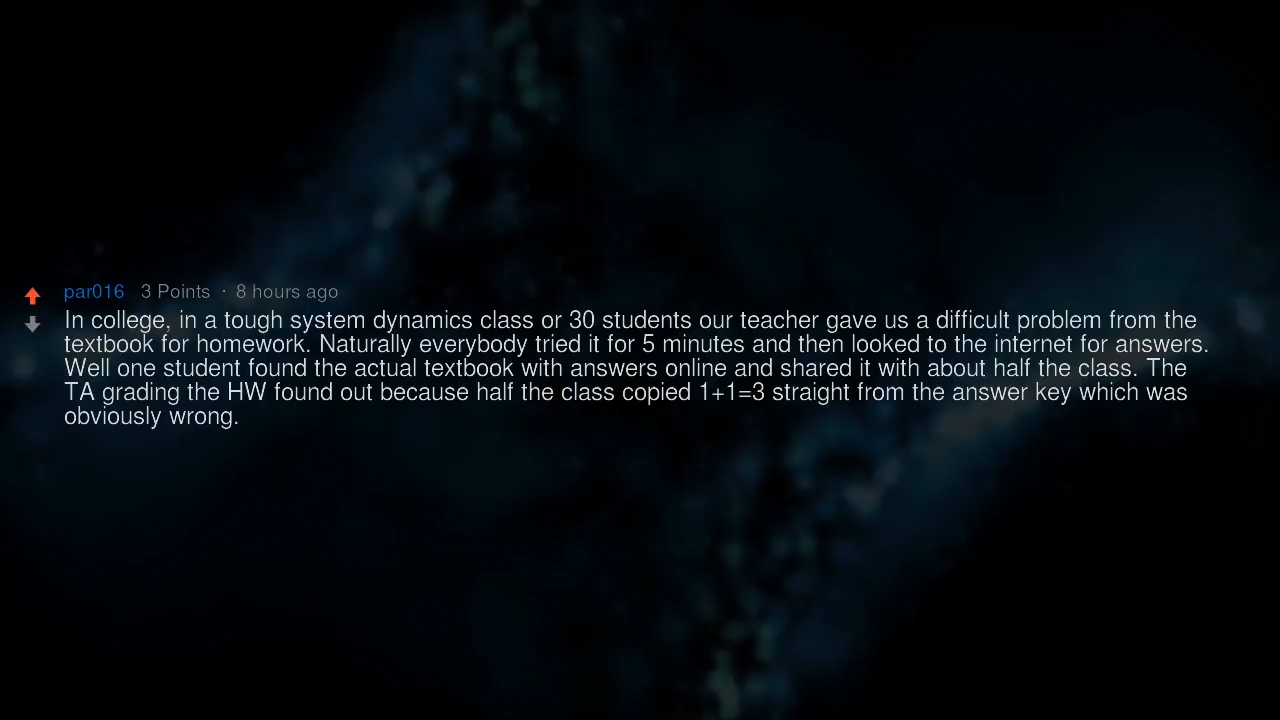 par016 3 Points · 8 hours ago
In college, in a tough system dynamics class or 30 students our teacher gave us a difficult problem from the
textbook for homework. Naturally everybody tried it for 5 minutes and then looked to the internet for answers.
Well one student found the actual textbook with answers online and shared it with about half the class. The
TA grading the HW found out because half the class copied 1+1=3 straight from the answer key which was
obviously wrong.